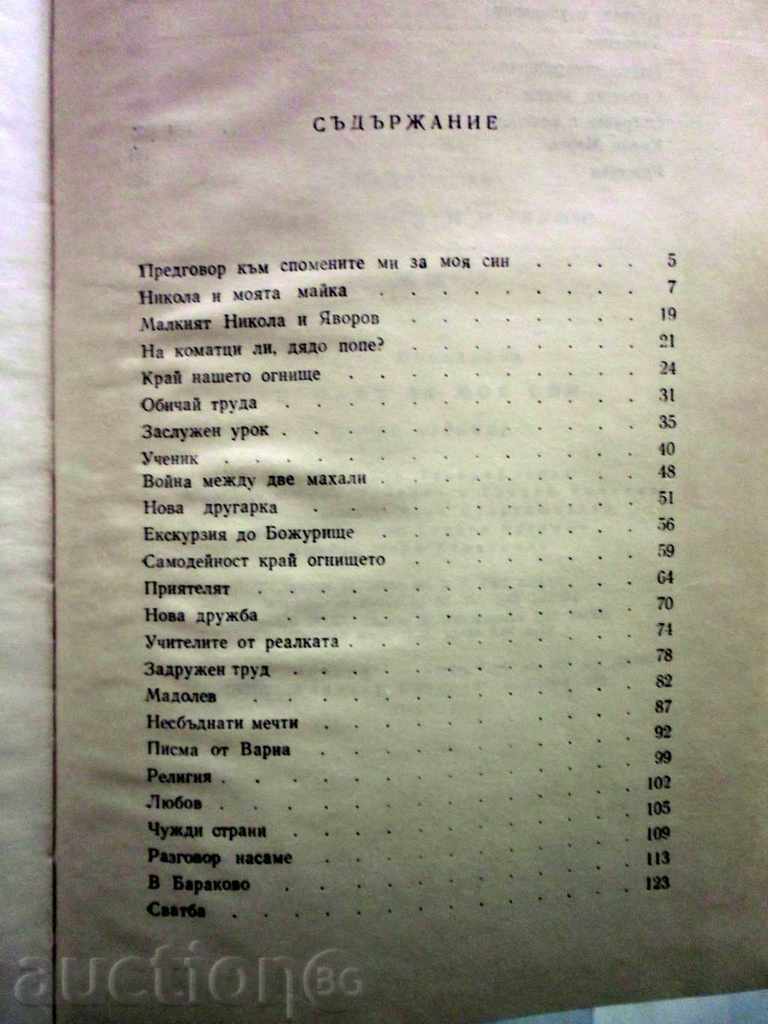 СЪДЪРЖАНИЕ
Предговор към спомените ми за моя син . . . . 5
Никола и моята майка . . . . . . . . . 7
Малкият Никола и Яворов . . . . . . . . 19
На коматци ли, дядо попе? . . . . . . . . 21
Край нашето огнище . . . . . . . . . . 24
Обичай труда . . . . . . . . . . . . 31
Заслужен урок . . . . . . . . . . . . 35
Ученик . . . . . . . . . . . . . . 40
Война между две махали . . . . . . . . . 48
Нова другарка . . . . . . . . . . . 51
Екскурзия до Божурище . . . . . . . . . 56
Самодейност край огнището . . . . . . . . 59
Приятелят . . . . . . . . . . . . . 64
Нова дружба . . . . . . . . . . . . 70
Учителите от реалката . . . . . . . . . . 74
Задружен труд . . . . . . . . . . . . 78
Мадолев . . . . . . . . . . . . . 82
Несбъднати мечти . . . . . . . . . . . 87
Писма от Варна . . . . . . . . . . . 92
Религия . . . . . . . . . . . . . . 99
Любов . . . . . . . . . . . . . . 102
Чужди страни . . . . . . . . . . . . 105
Разговор насаме . . . . . . . . . . . 109
В Бараково . . . . . . . . . . . . 113
Сватба . . . . . . . . . . . . . . 123
auctionBG